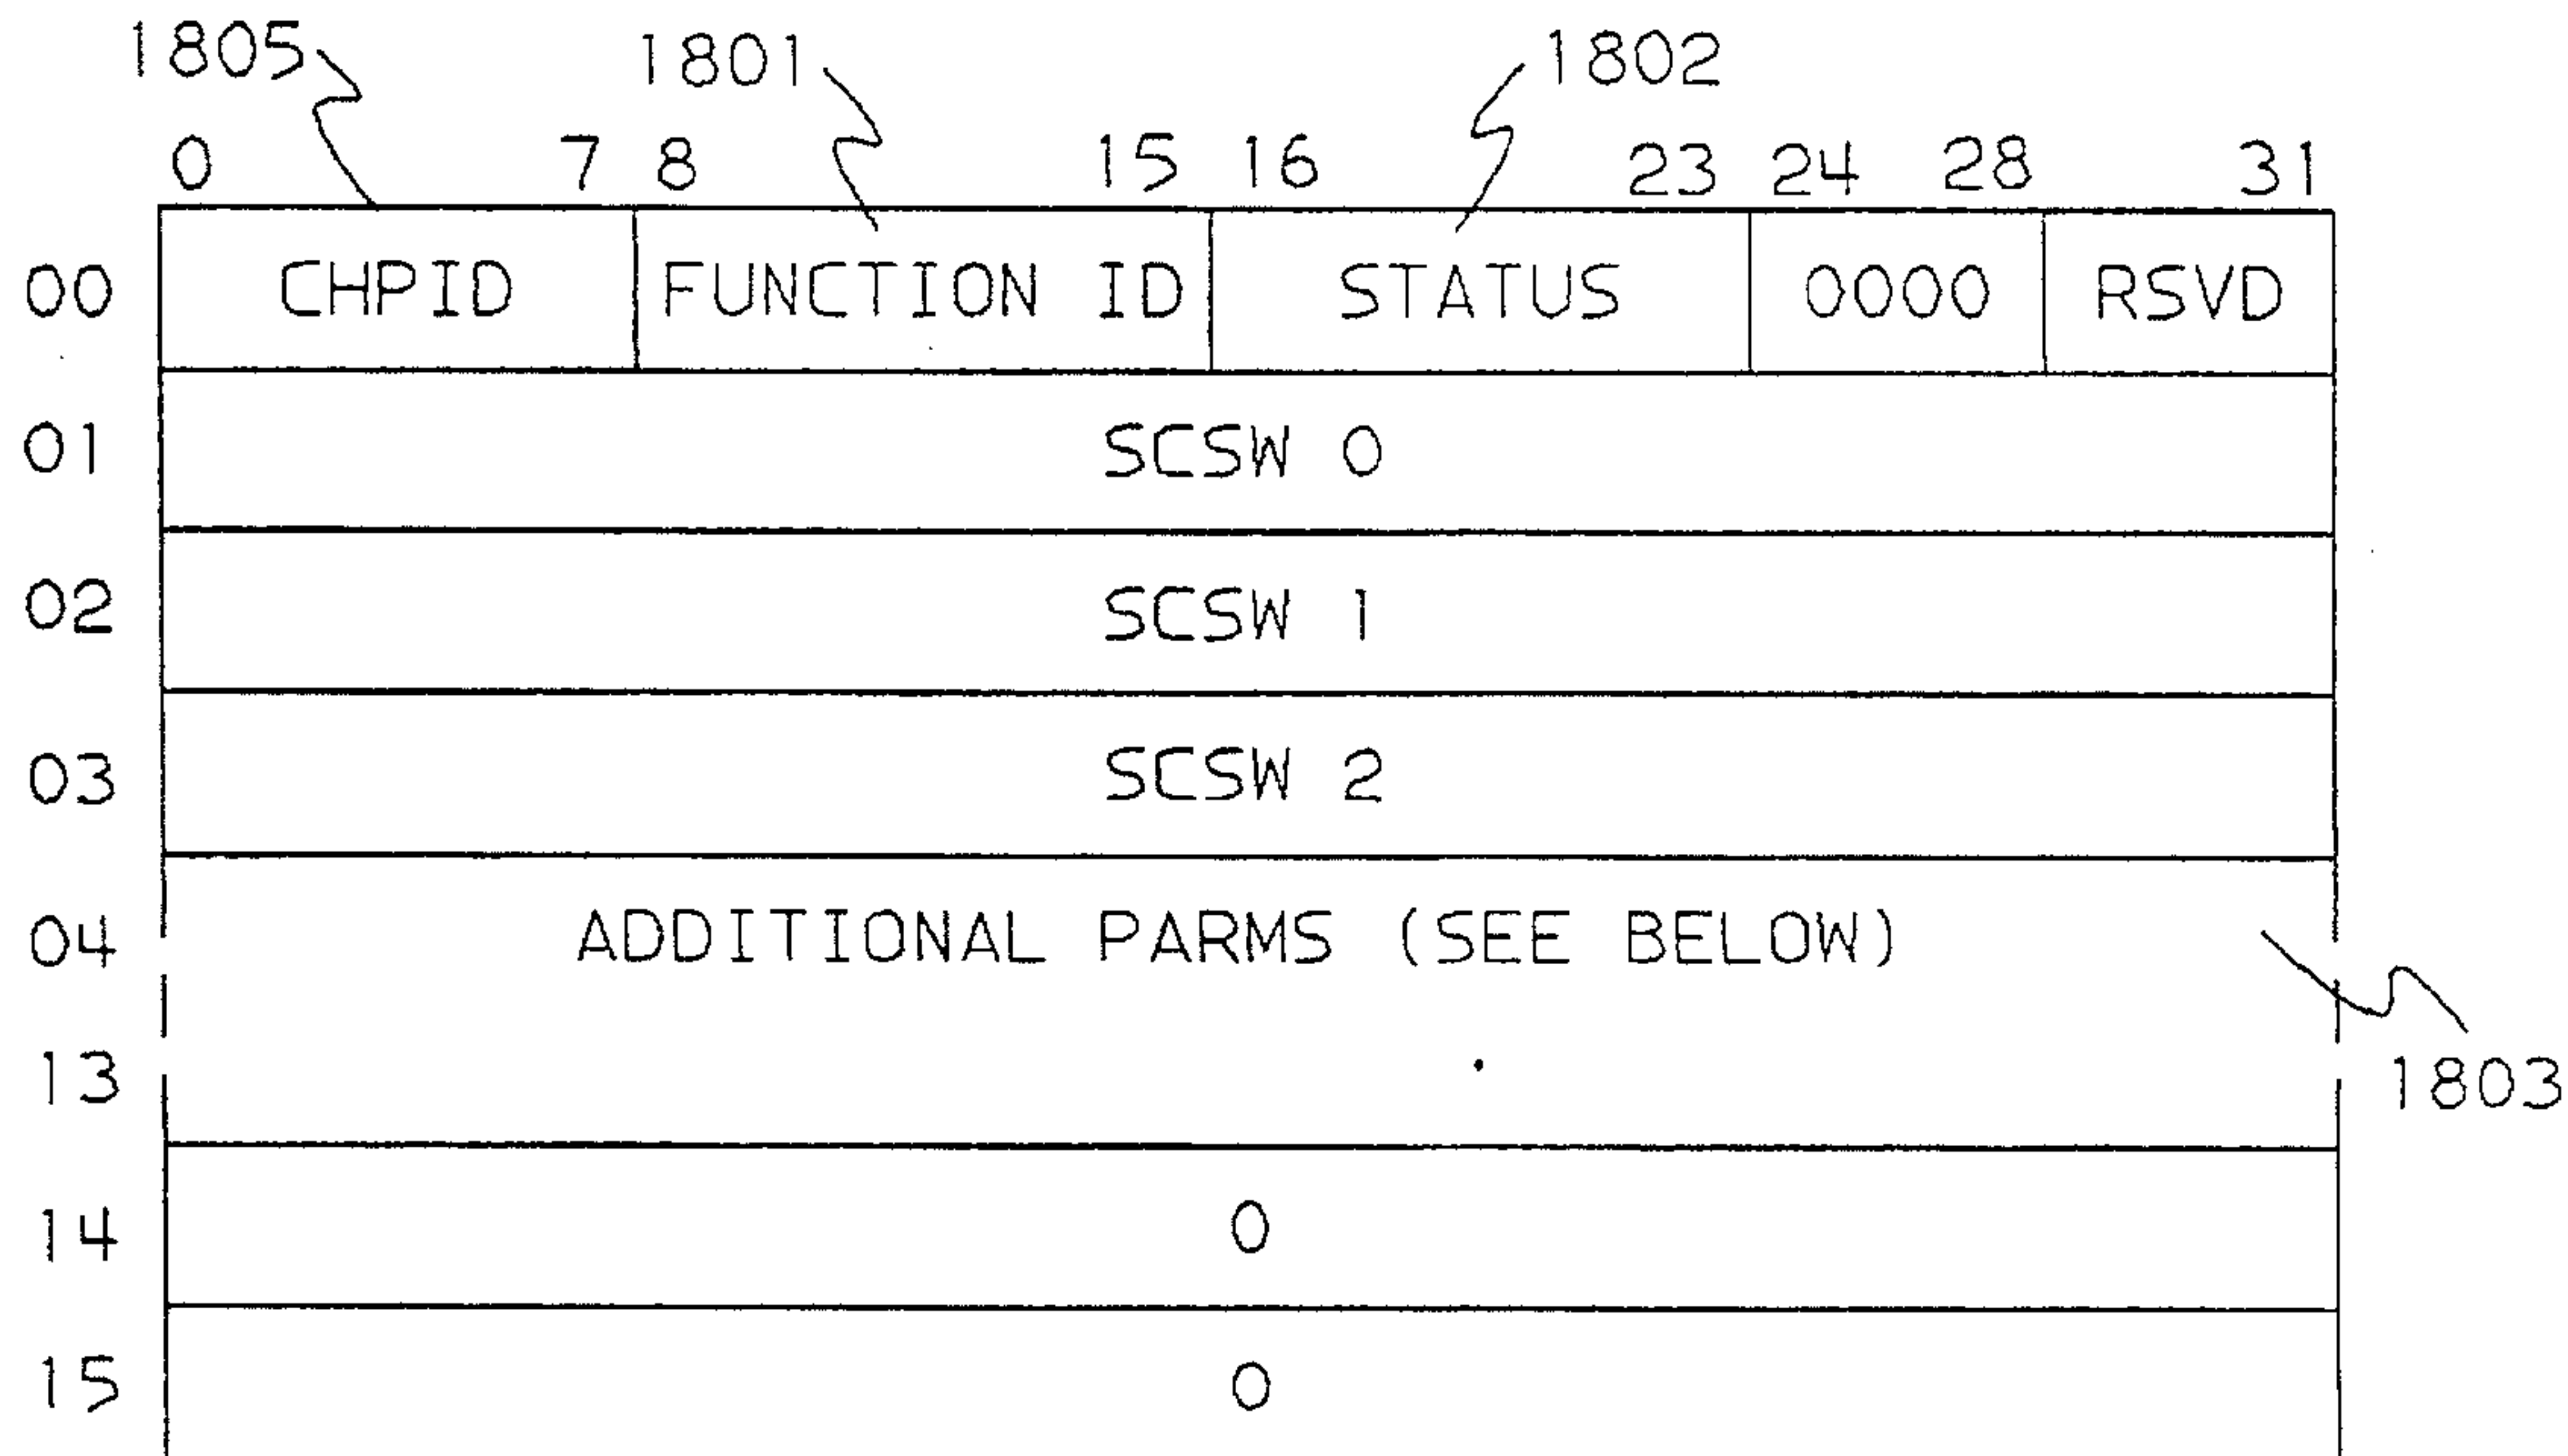 1805 1801 1802
0 7 8 15 16 23 24 28 31
00 CHPID FUNCTION ID STATUS 0000 RSVD
01 SCSW 0
02 SCSW 1
03 SCSW 2
04 ADDITIONAL PARMS (SEE BELOW)
13 1803
14 0
15 0